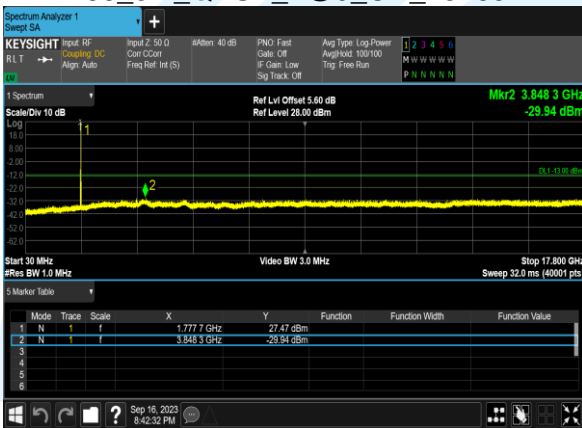 Spectrum Analyzer 1
Swept SA
+
KEYSIGHT Input: RF Input Z: 50 Ω #Atten: 40 dB PNO: Fast Avg Type: Log-Power 1 2 3 4 5 6
RLT Coupling: DC Corr CCorr Gate: Off Avg|Hold: 100/100 M W W W W W
Align: Auto Freq Ref: Int (S) IF Gain: Low Trig: Free Run
LW Sig Track: Off P N N N N N
1 Spectrum Ref Lvl Offset 5.60 dB Mkr2 3.848 3 GHz
Scale/Div 10 dB Ref Level 28.00 dBm -29.94 dBm
Log
18.0 1
8.00
-2.00
-12.0 DL1 -13.00 dBm
-22.0 2
-32.0
-42.0
-52.0
-62.0
Start 30 MHz Video BW 3.0 MHz Stop 17.800 GHz
#Res BW 1.0 MHz Sweep 32.0 ms (40001 pts
5 Marker Table
Mode Trace Scale X Y Function Function Width Function Value
1 N 1 f 1.777 7 GHz 27.47 dBm
2 N 1 f 3.848 3 GHz -29.94 dBm
3
4
5
6
? Sep 16, 2023
8:42:32 PM